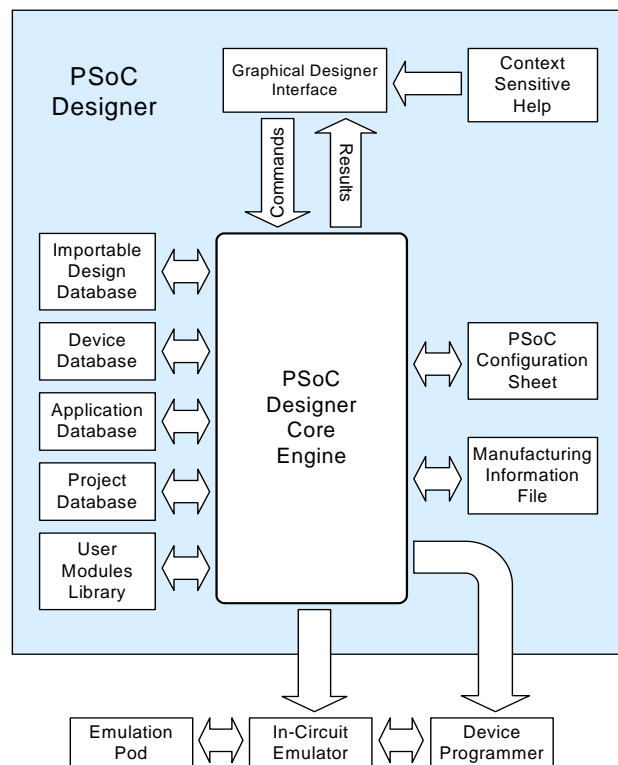 PSoC
Designer
Graphical Designer
Interface
Context
Sensitive
Help
Commands
Results
Importable
Design
Database
Device
Database
Application
Database
Project
Database
User
Modules
Library
PSoC
Designer
Core
Engine
PSoC
Configuration
Sheet
Manufacturing
Information
File
Emulation
Pod
In-Circuit
Emulator
Device
Programmer